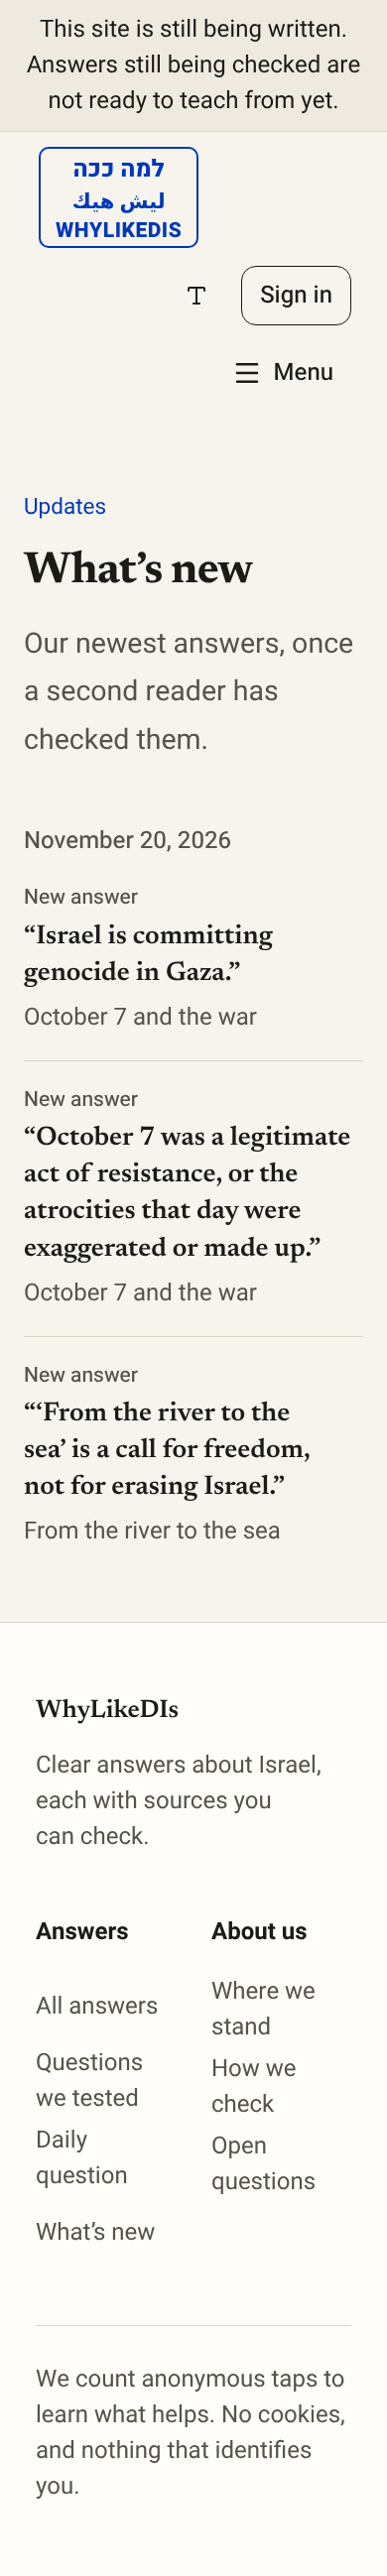 This site is still being written.
Answers still being checked are
not ready to teach from yet.
למה ככה
ليش هيك
WHYLIKEDIS
Sign in
Menu
Updates
What’s new
Our newest answers, once
a second reader has
checked them.
November 20, 2026
New answer
“Israel is committing
genocide in Gaza.”
October 7 and the war
New answer
“October 7 was a legitimate
act of resistance, or the
atrocities that day were
exaggerated or made up.”
October 7 and the war
New answer
“‘From the river to the
sea’ is a call for freedom,
not for erasing Israel.”
From the river to the sea
WhyLikeDIs
Clear answers about Israel,
each with sources you
can check.
Answers
All answers
Questions
we tested
Daily
question
What’s new
About us
Where we
stand
How we
check
Open
questions
We count anonymous taps to
learn what helps. No cookies,
and nothing that identifies
you.